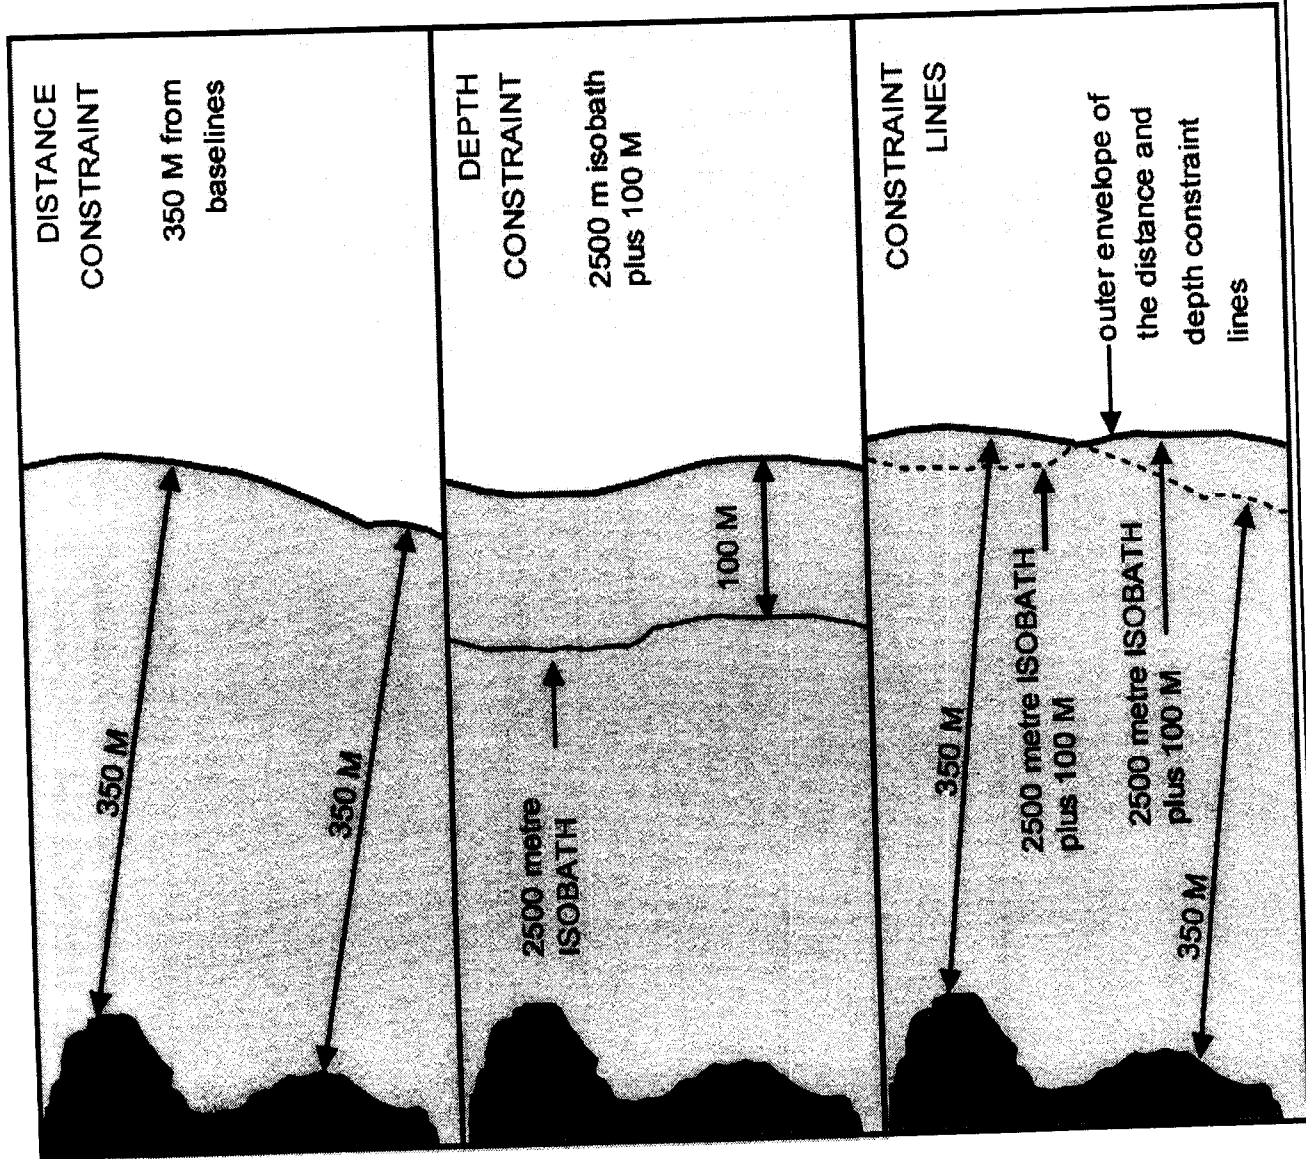 DISTANCE
CONSTRAINT
350 M from
baselines
350 M
350 M
DEPTH
CONSTRAINT
2500 m isobath
plus 100 M
100 M
2500 metre
ISOBATH
CONSTRAINT
LINES
outer envelope of
the distance and
depth constraint
lines
350 M
2500 metre ISOBATH
plus 100 M
2500 metre ISOBATH
plus 100 M
350 M